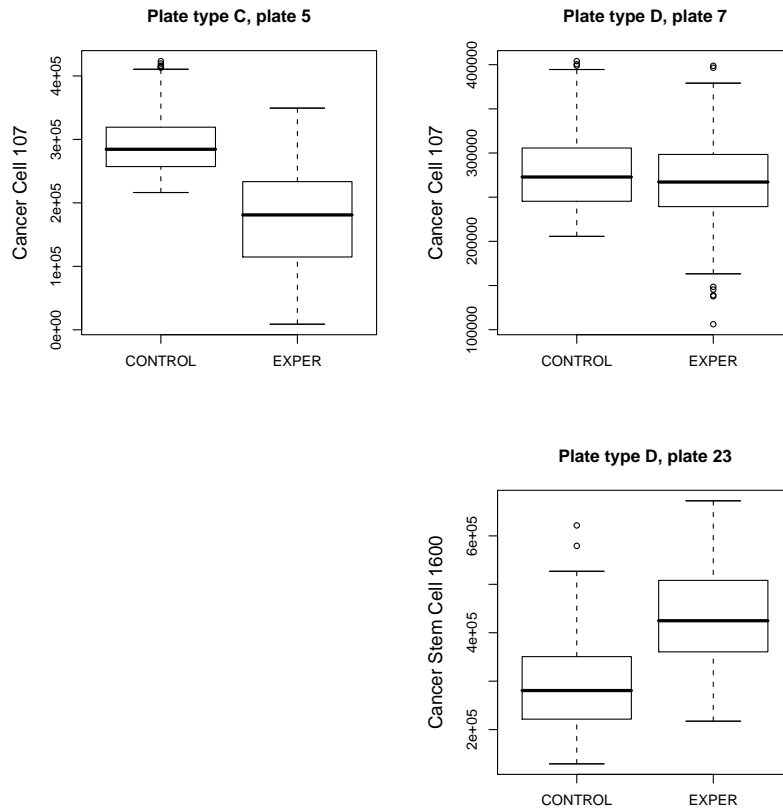 Plate type C, plate 5
Cancer Cell 107
0e+00 1e+05 2e+05 3e+05 4e+05
CONTROL EXPER
Plate type D, plate 7
Cancer Cell 107
100000 200000 300000 400000
CONTROL EXPER
Plate type D, plate 23
Cancer Stem Cell 1600
2e+05 4e+05 6e+05
CONTROL EXPER